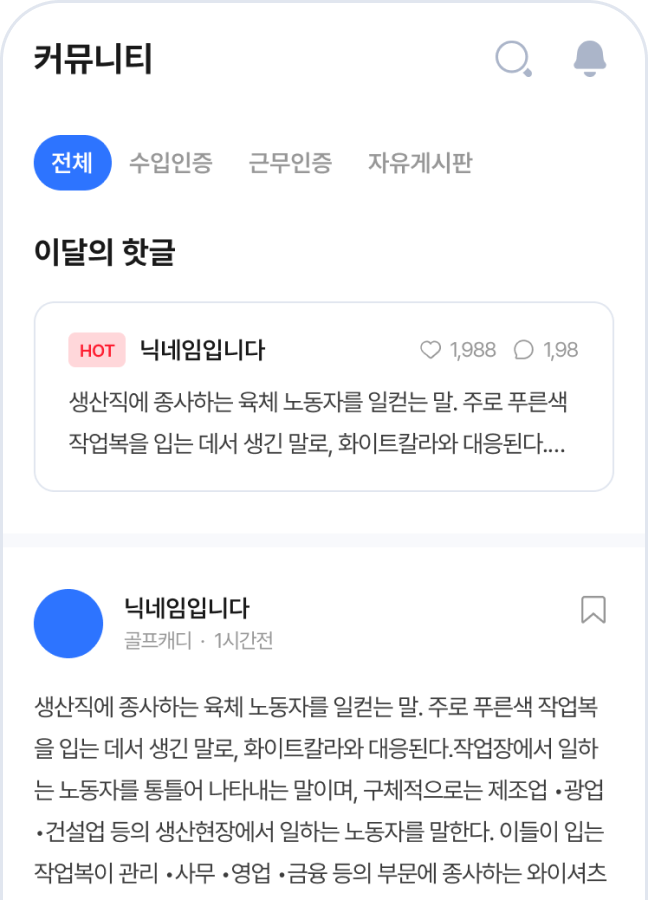 커뮤니티
전체 수입인증 근무인증 자유게시판
이달의 핫글
HOT 닉네임입니다 1,988 1,98
생산직에 종사하는 육체 노동자를 일컫는 말. 주로 푸른색
작업복을 입는 데서 생긴 말로, 화이트칼라와 대응된다....
닉네임입니다
골프캐디 · 1시간전
생산직에 종사하는 육체 노동자를 일컫는 말. 주로 푸른색 작업복
을 입는 데서 생긴 말로, 화이트칼라와 대응된다.작업장에서 일하
는 노동자를 통틀어 나타내는 말이며, 구체적으로는 제조업 •광업
•건설업 등의 생산현장에서 일하는 노동자를 말한다. 이들이 입는
작업복이 관리 •사무 •영업 •금융 등의 부문에 종사하는 와이셔츠